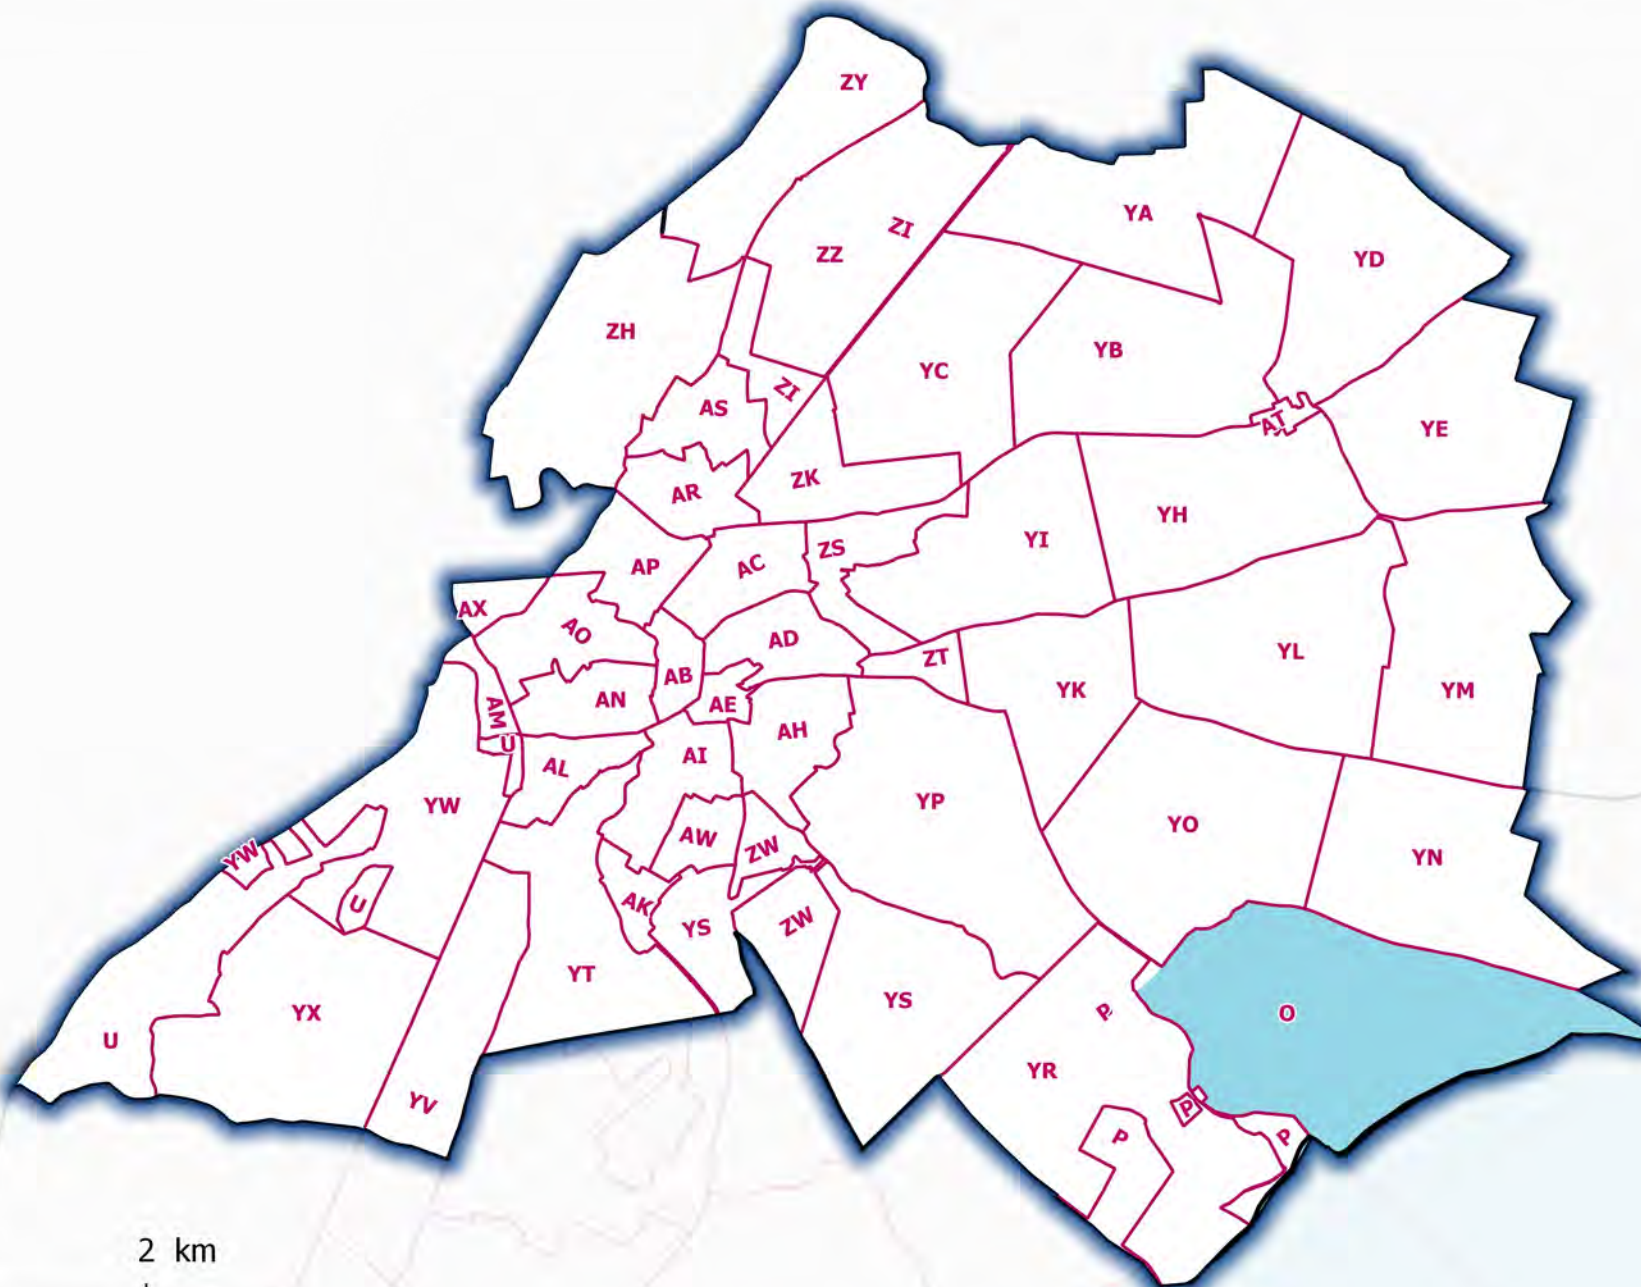 ZY
YA
ZI
ZZ
YD
ZH
YB
YC
ZI
AS
AT
YE
ZK
AR
YH
YI
ZS
AC
AP
AX
AO
AD
YL
ZT
AB
YK
YM
AN
AE
AM
AH
U
AI
AL
YP
YW
YO
AW
ZW
YW
YN
U
AK
ZW
YS
YT
YS
P
YX
O
U
YR
YV
P
P
P
2 km